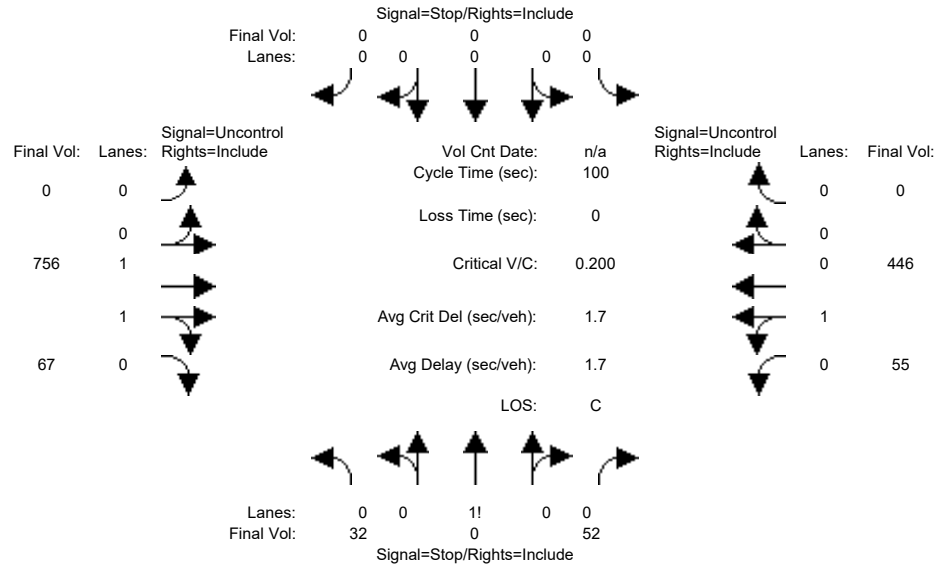 Signal=Stop/Rights=Include
Final Vol: 0 0 0
Lanes: 0 0 0 0 0
Signal=Uncontrol Signal=Uncontrol
Final Vol: Lanes: Rights=Include Vol Cnt Date: n/a Rights=Include Lanes: Final Vol:
Cycle Time (sec): 100
0 0 0 0
Loss Time (sec): 0
0 0
756 1 Critical V/C: 0.200 0 446
1 Avg Crit Del (sec/veh): 1.7 1
67 0 Avg Delay (sec/veh): 1.7 0 55
LOS: C
Lanes: 0 0 1! 0 0
Final Vol: 32 0 52
Signal=Stop/Rights=Include